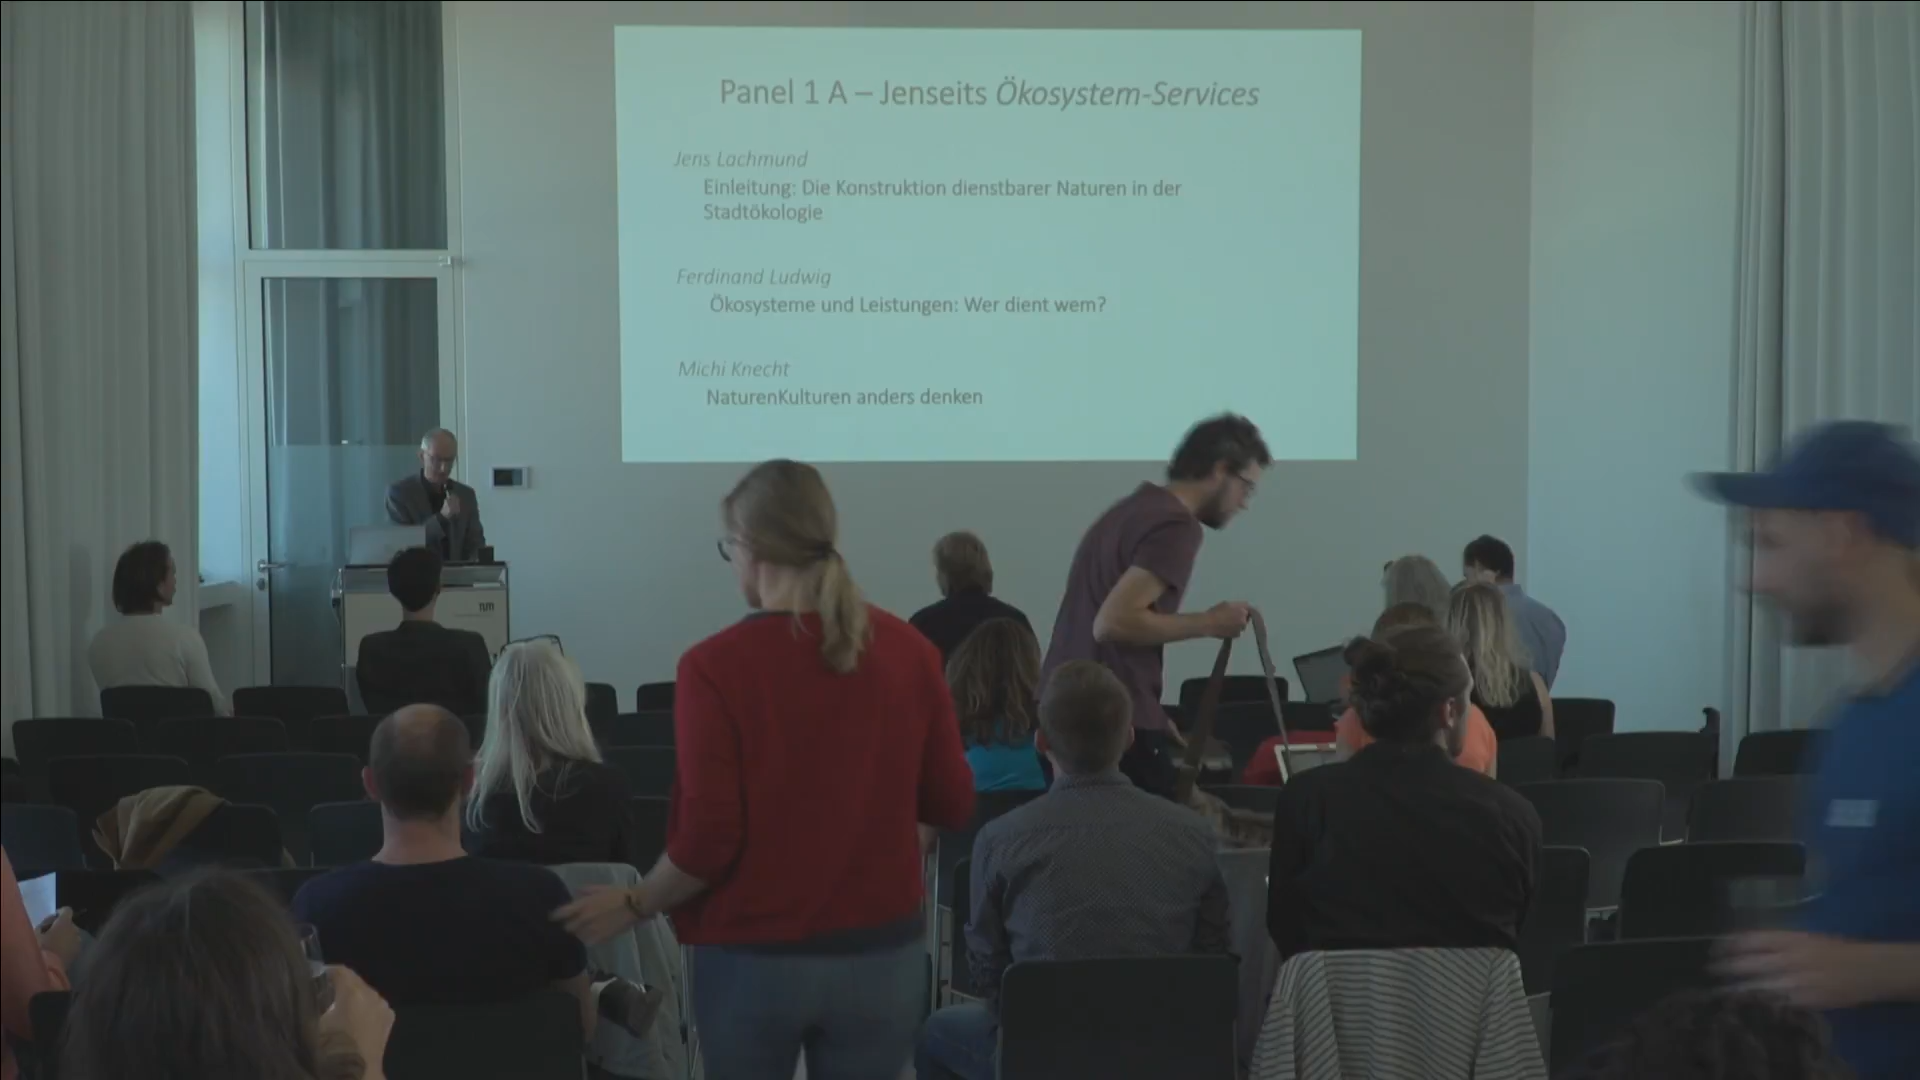 Panel 1 A – Jenseits Ökosystem-Services
Jens Lachmund
Einleitung: Die Konstruktion dienstbarer Naturen in der
Stadtökologie
Ferdinand Ludwig
Ökosysteme und Leistungen: Wer dient wem?
Michi Knecht
NaturenKulturen anders denken
TUM